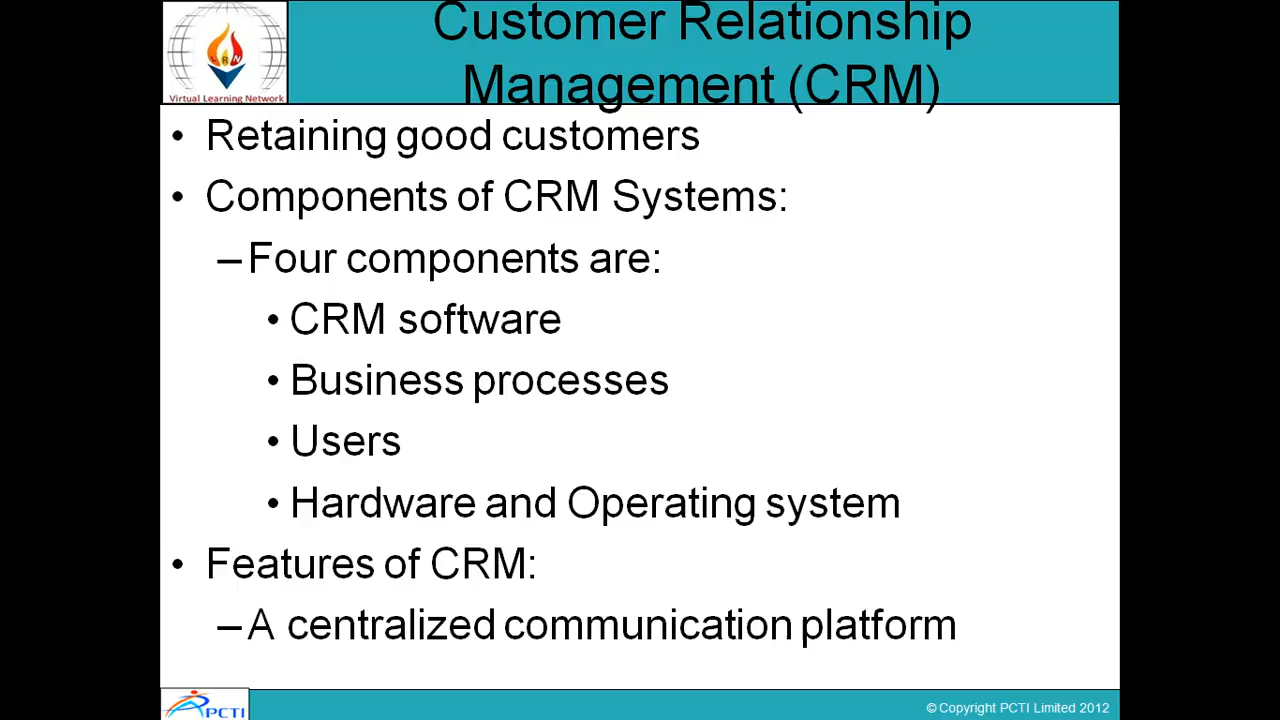 Customer Relationship
Management (CRM)
LRN
Virtual Learning Network
• Retaining good customers
• Components of CRM Systems:
–Four components are:
• CRM software
• Business processes
• Users
• Hardware and Operating system
• Features of CRM:
–A centralized communication platform
PCTI
© Copyright PCTI Limited 2012